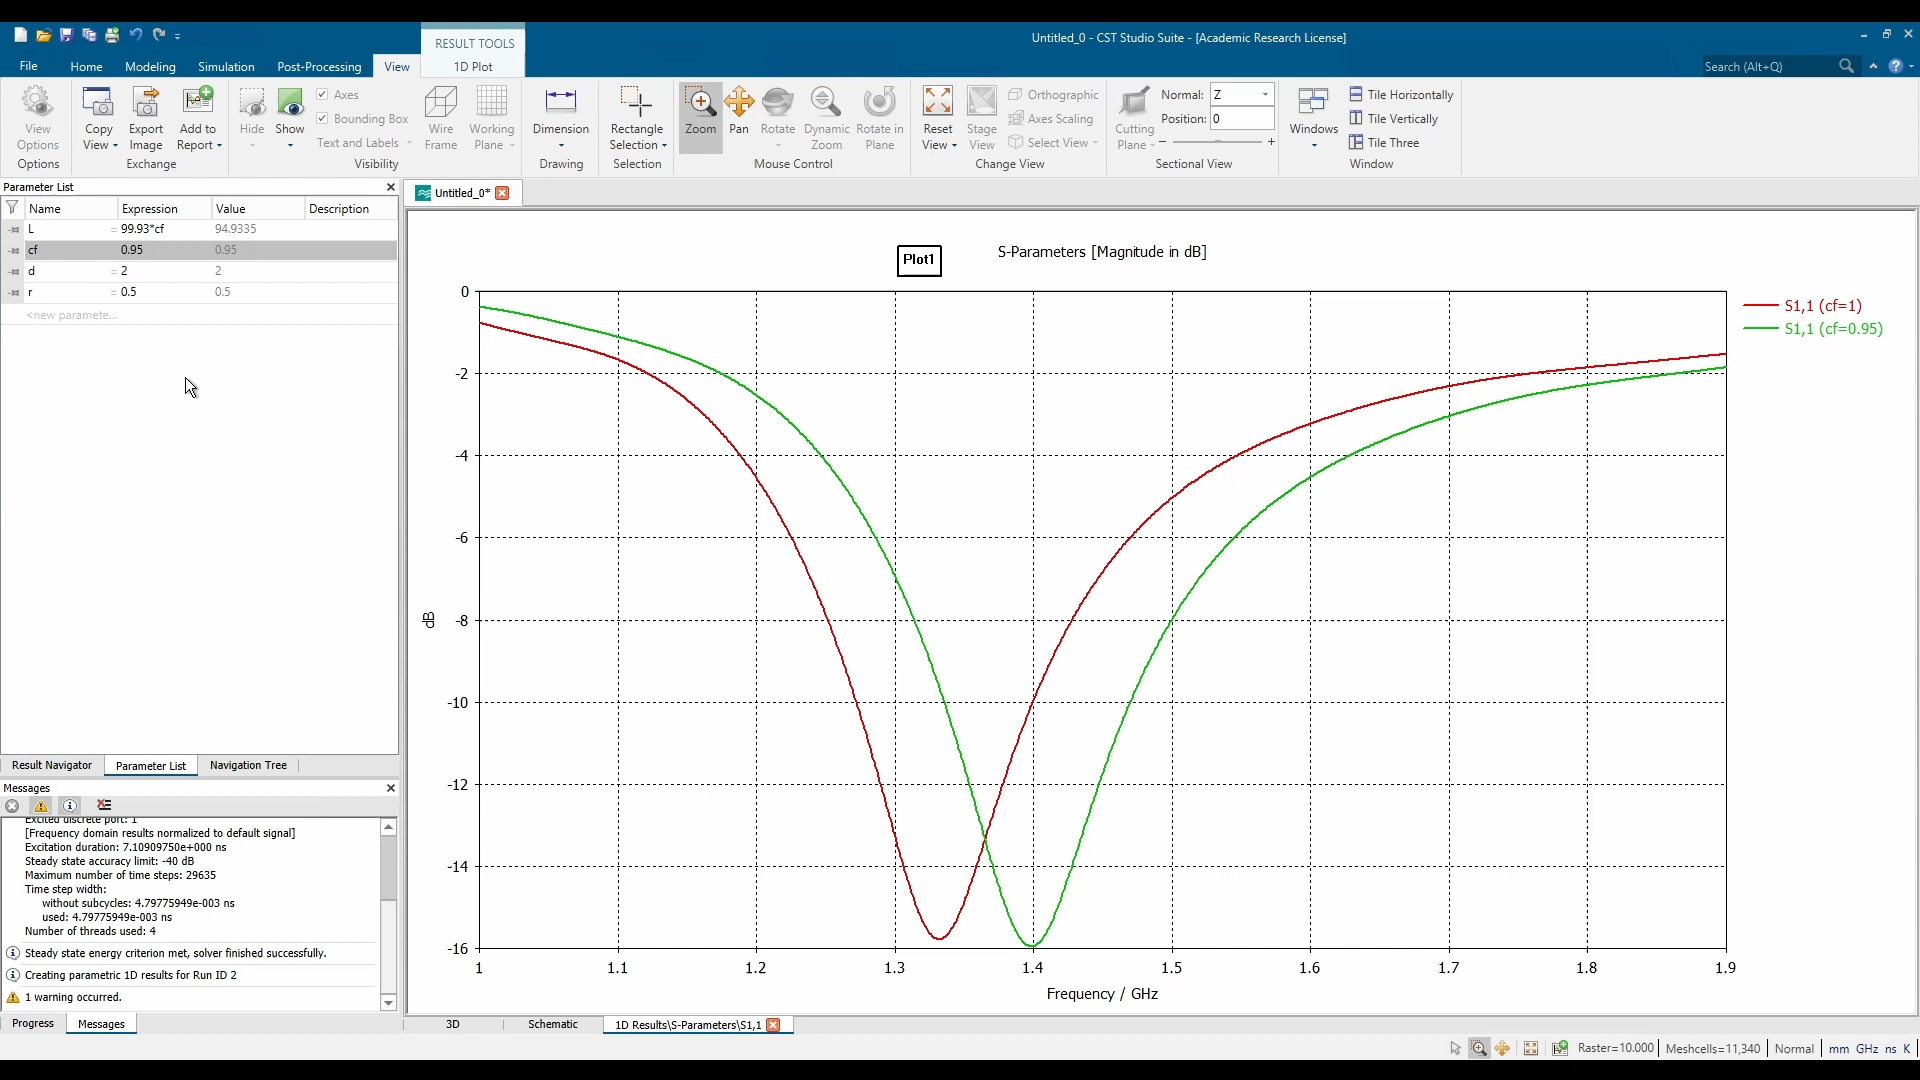 RESULT TOOLS
Untitled_0 - CST Studio Suite - [Academic Research License]
File Home Modeling Simulation Post-Processing View 1D Plot Search (Alt+Q)
View Options
Copy View
Export Image
Add to Report
Hide
Show
Axes
Bounding Box
Text and Labels
Wire Frame
Working Plane
Dimension
Rectangle Selection
Zoom
Pan
Rotate
Dynamic Zoom
Rotate in Plane
Reset View
Stage View
Orthographic
Axes Scaling
Select View
Cutting Plane
Normal: Z
Position: 0
Windows
Tile Horizontally
Tile Vertically
Tile Three
Options Exchange Visibility Drawing Selection Mouse Control Change View Sectional View Window
Parameter List
Name Expression Value Description
L = 99.93*cf 94.9335
cf 0.95 0.95
d = 2 2
r = 0.5 0.5
<new paramete...
Result Navigator Parameter List Navigation Tree
Messages
Excited discrete port: 1
[Frequency domain results normalized to default signal]
Excitation duration: 7.10909750e+000 ns
Steady state accuracy limit: -40 dB
Maximum number of time steps: 29635
Time step width:
without subcycles: 4.79775949e-003 ns
used: 4.79775949e-003 ns
Number of threads used: 4
Steady state energy criterion met, solver finished successfully.
Creating parametric 1D results for Run ID 2
1 warning occurred.
Progress Messages
Untitled_0*
Plot1
S-Parameters [Magnitude in dB]
S1,1 (cf=1)
S1,1 (cf=0.95)
0
-2
-4
-6
-8
-10
-12
-14
-16
dB
1 1.1 1.2 1.3 1.4 1.5 1.6 1.7 1.8 1.9
Frequency / GHz
3D Schematic 1D Results\S-Parameters\S1,1
Raster=10.000 Meshcells=11,340 Normal mm GHz ns K